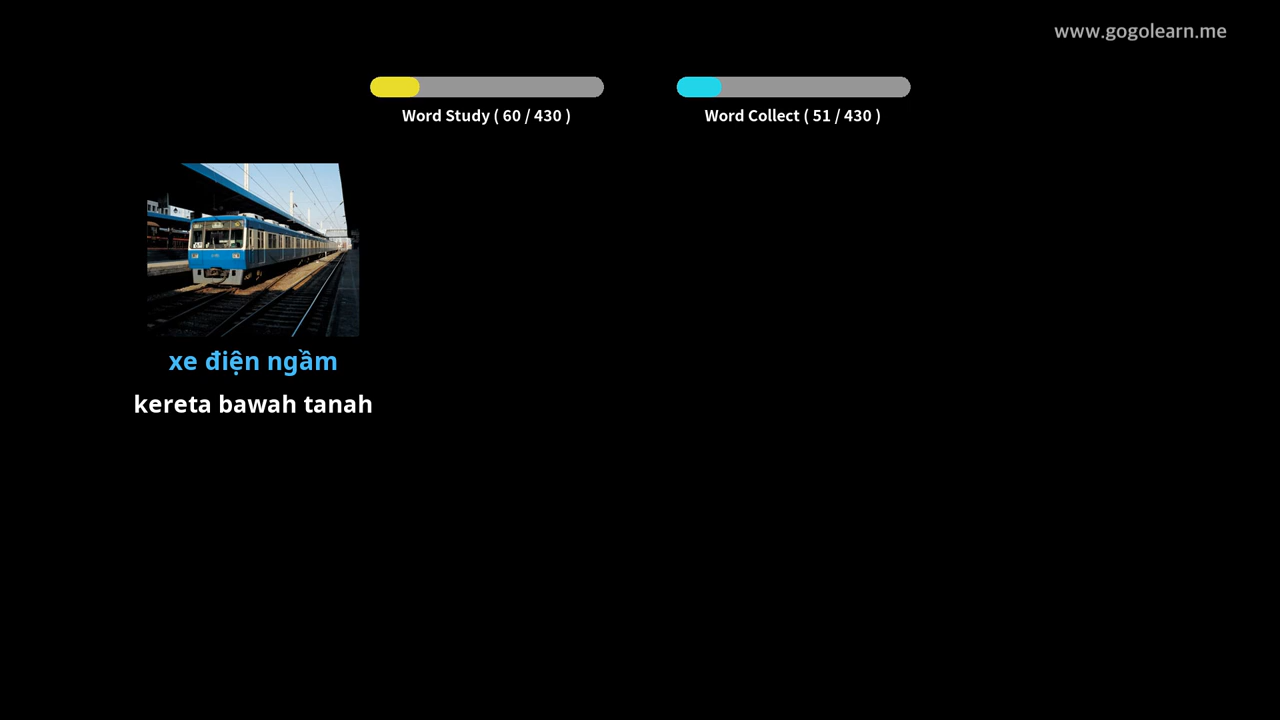 www.gogolearn.me
Word Study ( 60 / 430 )
Word Collect ( 51 / 430 )
xe điện ngầm
kereta bawah tanah